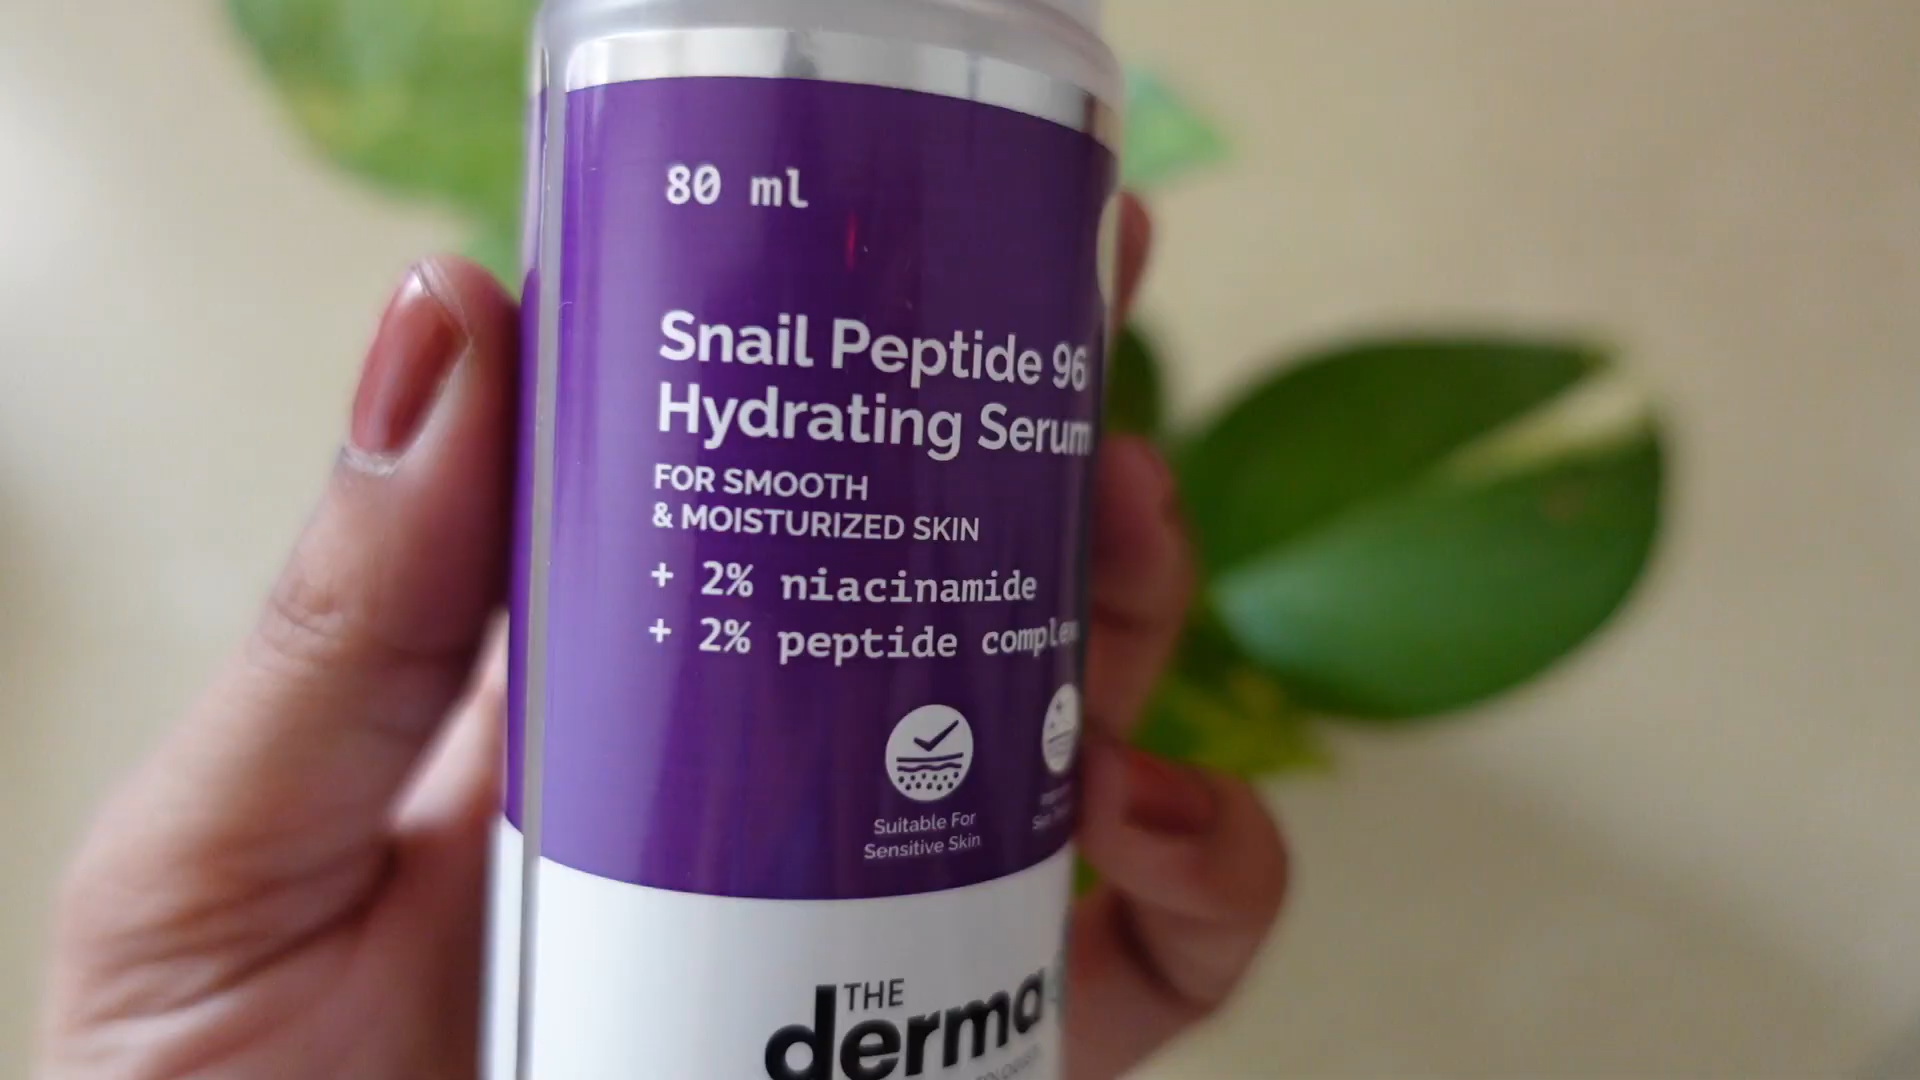 80 ml
Snail Peptide 96
Hydrating Serum
FOR SMOOTH
& MOISTURIZED SKIN
+ 2% niacinamide
+ 2% peptide complex
Suitable For
Sensitive Skin
THE
derma